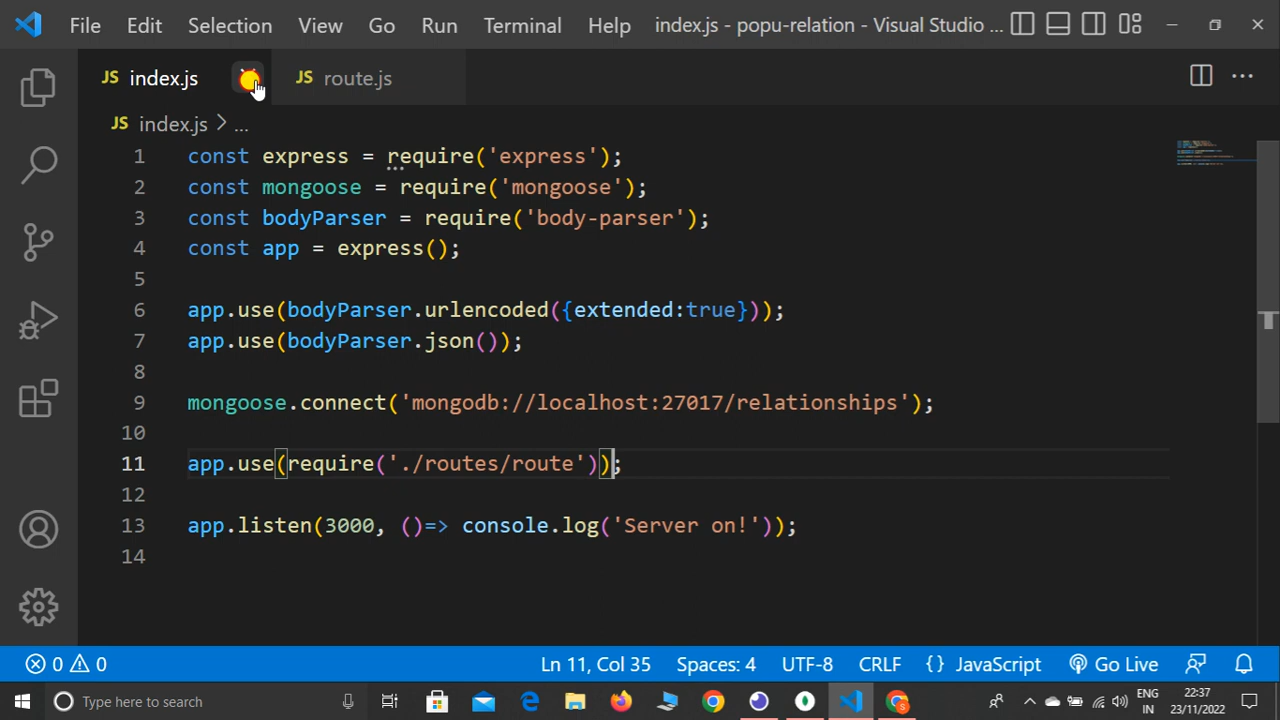 File Edit Selection View Go Run Terminal Help index.js - popu-relation - Visual Studio ...
JS index.js JS route.js ...
JS index.js > ...
1 const express = require('express');
2 const mongoose = require('mongoose');
3 const bodyParser = require('body-parser');
4 const app = express();
5
6 app.use(bodyParser.urlencoded({extended:true}));
7 app.use(bodyParser.json());
8
9 mongoose.connect('mongodb://localhost:27017/relationships');
10
11 app.use(require('./routes/route'));
12
13 app.listen(3000, ()=> console.log('Server on!'));
14
0 0 Ln 11, Col 35 Spaces: 4 UTF-8 CRLF {} JavaScript Go Live
Type here to search ENG IN 22:37 23/11/2022